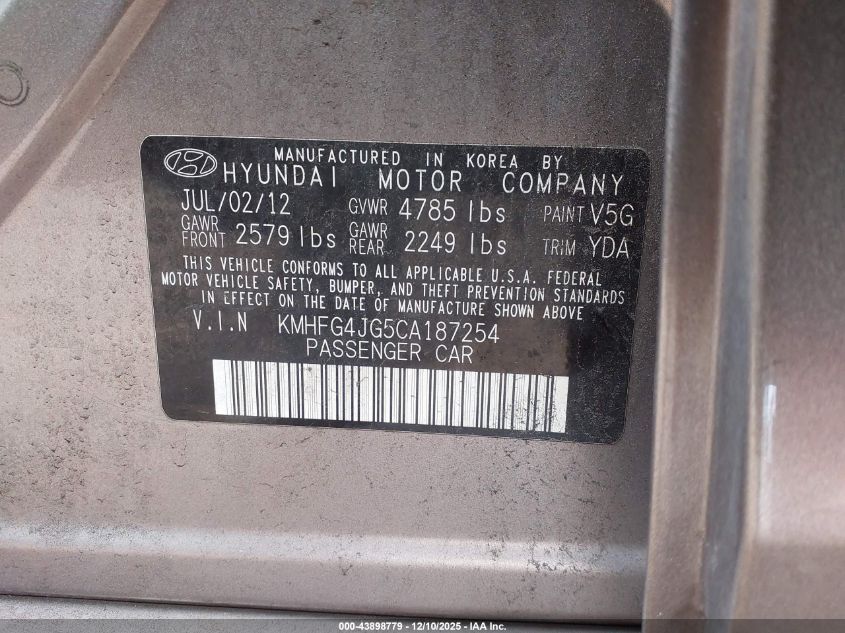 MANUFACTURED IN KOREA BY
HYUNDAI MOTOR COMPANY
JUL/02/12 GVWR 4785 lbs PAINT V5G
GAWR FRONT 2579 lbs GAWR REAR 2249 lbs TRIM YDA
THIS VEHICLE CONFORMS TO ALL APPLICABLE U.S.A. FEDERAL
MOTOR VEHICLE SAFETY, BUMPER, AND THEFT PREVENTION STANDARDS
IN EFFECT ON THE DATE OF MANUFACTURE SHOWN ABOVE
V.I.N KMHFG4JG5CA187254
PASSENGER CAR
000-43898779 - 12/10/2025 - IAA Inc.